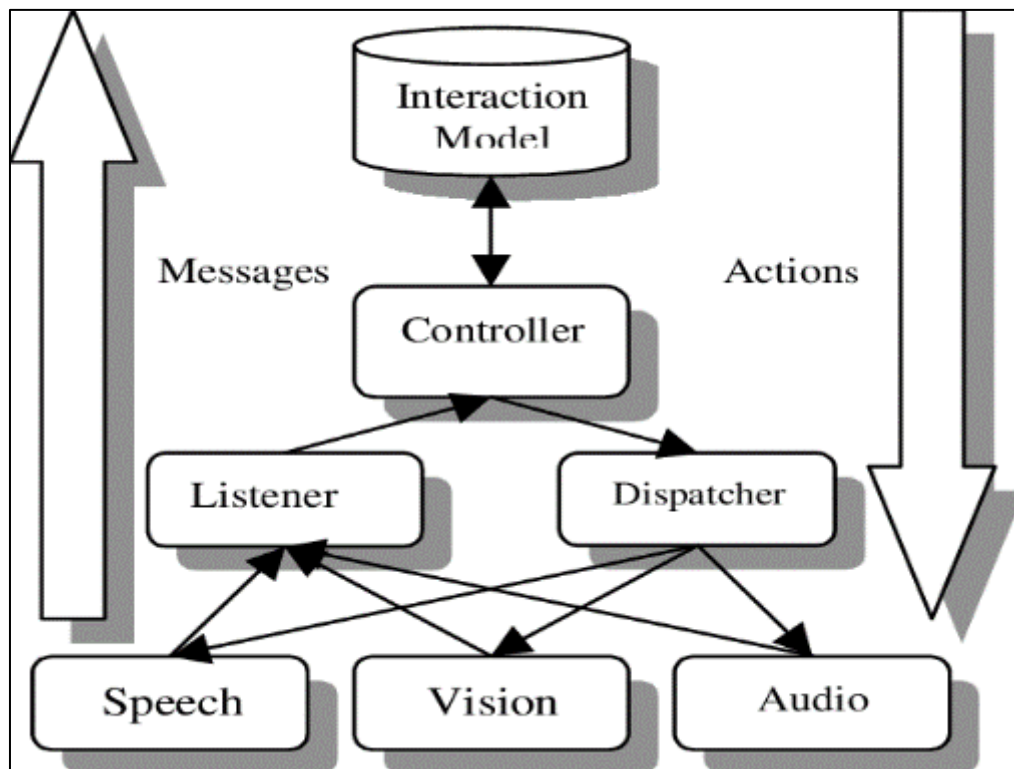 Interaction
Model
Messages
Actions
Controller
Listener
Dispatcher
Speech
Vision
Audio